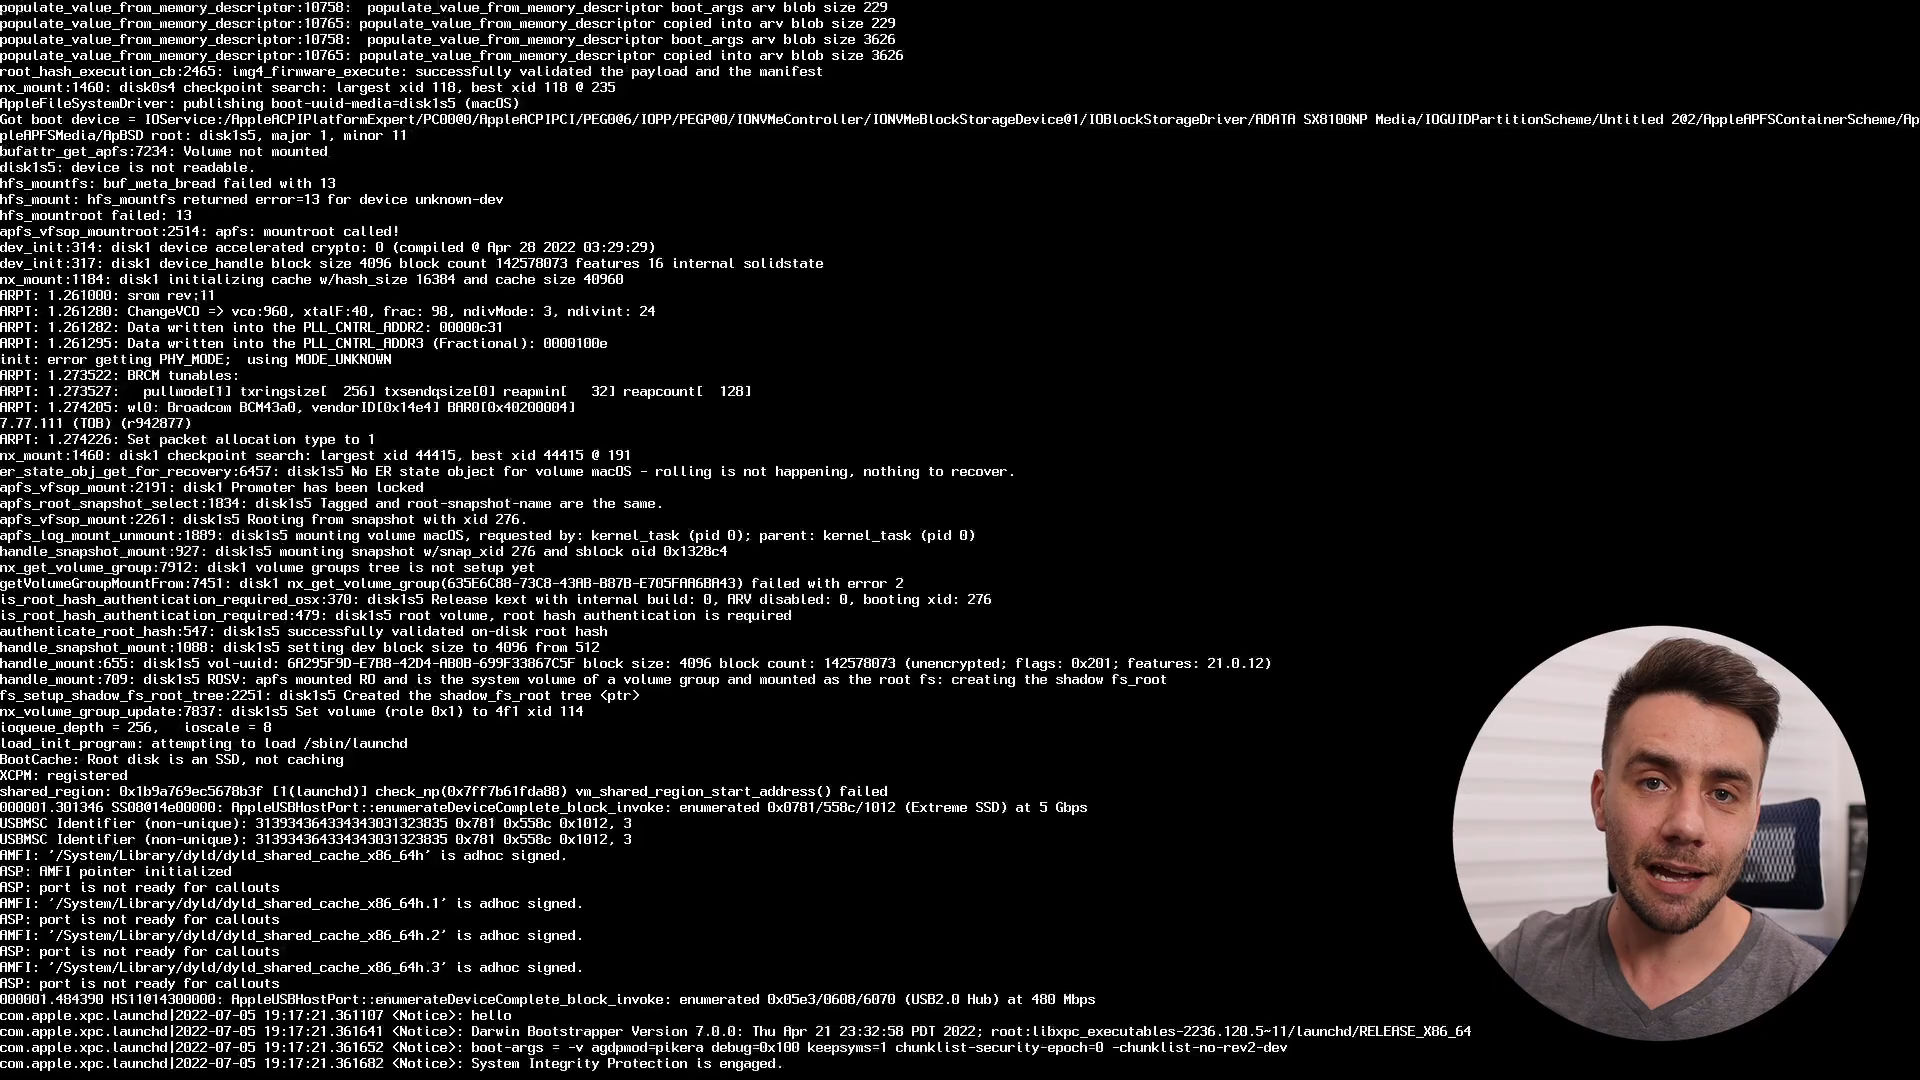 populate_value_from_memory_descriptor:10758:  populate_value_from_memory_descriptor boot_args arv blob size 229
populate_value_from_memory_descriptor:10765: populate_value_from_memory_descriptor copied into arv blob size 229
populate_value_from_memory_descriptor:10758:  populate_value_from_memory_descriptor boot_args arv blob size 3626
populate_value_from_memory_descriptor:10765: populate_value_from_memory_descriptor copied into arv blob size 3626
root_hash_execution_cb:2465: img4_firmware_execute: successfully validated the payload and the manifest
nx_mount:1460: disk0s4 checkpoint search: largest xid 118, best xid 118 @ 235
AppleFileSystemDriver: publishing boot-uuid-media=disk1s5 (macOS)
Got boot device = IOService:/AppleACPIPlatformExpert/PC00@0/AppleACPIPCI/PEG0@6/IOPP/PEGP@0/IONVMeController/IONVMeBlockStorageDevice@1/IOBlockStorageDriver/ADATA SX8100NP Media/IOGUIDPartitionScheme/Untitled 2@2/AppleAPFSContainerScheme/Ap
pleAPFSMedia/ApBSD root: disk1s5, major 1, minor 11
bufattr_get_apfs:7234: Volume not mounted
disk1s5: device is not readable.
hfs_mountfs: buf_meta_bread failed with 13
hfs_mount: hfs_mountfs returned error=13 for device unknown-dev
hfs_mountroot failed: 13
apfs_vfsop_mountroot:2514: apfs: mountroot called!
dev_init:314: disk1 device accelerated crypto: 0 (compiled @ Apr 28 2022 03:29:29)
dev_init:317: disk1 device_handle block size 4096 block count 142578073 features 16 internal solidstate
nx_mount:1184: disk1 initializing cache w/hash_size 16384 and cache size 40960
ARPT: 1.261000: srom rev:11
ARPT: 1.261280: ChangeVCO => vco:960, xtalF:40, frac: 98, ndivMode: 3, ndivint: 24
ARPT: 1.261282: Data written into the PLL_CNTRL_ADDR2: 00000c31
ARPT: 1.261295: Data written into the PLL_CNTRL_ADDR3 (Fractional): 0000100e
init: error getting PHY_MODE;  using MODE_UNKNOWN
ARPT: 1.273522: BRCM tunables:
ARPT: 1.273527:   pullmode[1] txringsize[  256] txsendqsize[0] reapmin[   32] reapcount[  128]
ARPT: 1.274205: wl0: Broadcom BCM43a0, vendorID[0x14e4] BAR0[0x40200004]
7.77.111 (TOB) (r942877)
ARPT: 1.274226: Set packet allocation type to 1
nx_mount:1460: disk1 checkpoint search: largest xid 44415, best xid 44415 @ 191
er_state_obj_get_for_recovery:6457: disk1s5 No ER state object for volume macOS - rolling is not happening, nothing to recover.
apfs_vfsop_mount:2191: disk1 Promoter has been locked
apfs_root_snapshot_select:1834: disk1s5 Tagged and root-snapshot-name are the same.
apfs_vfsop_mount:2261: disk1s5 Rooting from snapshot with xid 276.
apfs_log_mount_unmount:1889: disk1s5 mounting volume macOS, requested by: kernel_task (pid 0); parent: kernel_task (pid 0)
handle_snapshot_mount:927: disk1s5 mounting snapshot w/snap_xid 276 and sblock oid 0x1328c4
nx_get_volume_group:7912: disk1 volume groups tree is not setup yet
getVolumeGroupMountFrom:7451: disk1 nx_get_volume_group(635E6C88-73C8-43AB-B87B-E705FAA6BA43) failed with error 2
is_root_hash_authentication_required_osx:370: disk1s5 Release kext with internal build: 0, ARV disabled: 0, booting xid: 276
is_root_hash_authentication_required:479: disk1s5 root volume, root hash authentication is required
authenticate_root_hash:547: disk1s5 successfully validated on-disk root hash
handle_snapshot_mount:1088: disk1s5 setting dev block size to 4096 from 512
handle_mount:655: disk1s5 vol-uuid: 6A295F9D-E7B8-42D4-AB0B-699F33867C5F block size: 4096 block count: 142578073 (unencrypted; flags: 0x201; features: 21.0.12)
handle_mount:709: disk1s5 ROSV: apfs mounted RO and is the system volume of a volume group and mounted as the root fs: creating the shadow fs_root
fs_setup_shadow_fs_root_tree:2251: disk1s5 Created the shadow_fs_root tree <ptr>
nx_volume_group_update:7837: disk1s5 Set volume (role 0x1) to 4f1 xid 114
ioqueue_depth = 256,   ioscale = 8
load_init_program: attempting to load /sbin/launchd
BootCache: Root disk is an SSD, not caching
XCPM: registered
shared_region: 0x1b9a769ec5678b3f [1(launchd)] check_np(0x7ff7b61fda88) vm_shared_region_start_address() failed
000001.301346 SS08@14e00000: AppleUSBHostPort::enumerateDeviceComplete_block_invoke: enumerated 0x0781/558c/1012 (Extreme SSD) at 5 Gbps
USBMSC Identifier (non-unique): 313934364334343031323835 0x781 0x558c 0x1012, 3
USBMSC Identifier (non-unique): 313934364334343031323835 0x781 0x558c 0x1012, 3
AMFI: '/System/Library/dyld/dyld_shared_cache_x86_64h' is adhoc signed.
ASP: AMFI pointer initialized
ASP: port is not ready for callouts
AMFI: '/System/Library/dyld/dyld_shared_cache_x86_64h.1' is adhoc signed.
ASP: port is not ready for callouts
AMFI: '/System/Library/dyld/dyld_shared_cache_x86_64h.2' is adhoc signed.
ASP: port is not ready for callouts
AMFI: '/System/Library/dyld/dyld_shared_cache_x86_64h.3' is adhoc signed.
ASP: port is not ready for callouts
000001.484390 HS11@14300000: AppleUSBHostPort::enumerateDeviceComplete_block_invoke: enumerated 0x05e3/0608/6070 (USB2.0 Hub) at 480 Mbps
com.apple.xpc.launchd|2022-07-05 19:17:21.361107 <Notice>: hello
com.apple.xpc.launchd|2022-07-05 19:17:21.361641 <Notice>: Darwin Bootstrapper Version 7.0.0: Thu Apr 21 23:32:58 PDT 2022; root:libxpc_executables-2236.120.5~11/launchd/RELEASE_X86_64
com.apple.xpc.launchd|2022-07-05 19:17:21.361652 <Notice>: boot-args = -v agdpmod=pikera debug=0x100 keepsyms=1 chunklist-security-epoch=0 -chunklist-no-rev2-dev
com.apple.xpc.launchd|2022-07-05 19:17:21.361682 <Notice>: System Integrity Protection is engaged.